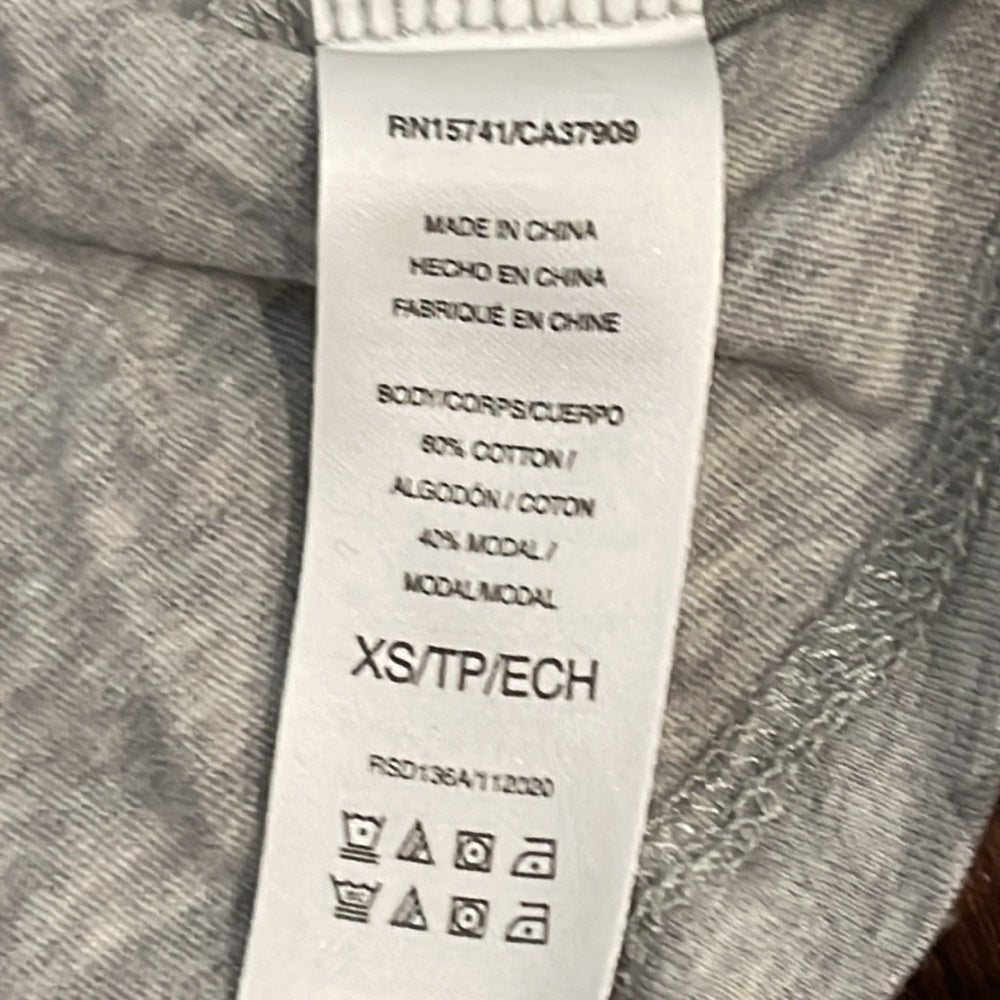 RN15741/CA37909
MADE IN CHINA
HECHO EN CHINA
FABRIQUÉ EN CHINE
BODY/CORPS/CUERPO
60% COTTON /
ALGODÓN / COTON
40% MODAL /
MODAL/MODAL
XS/TP/ECH
RSD136A/112020